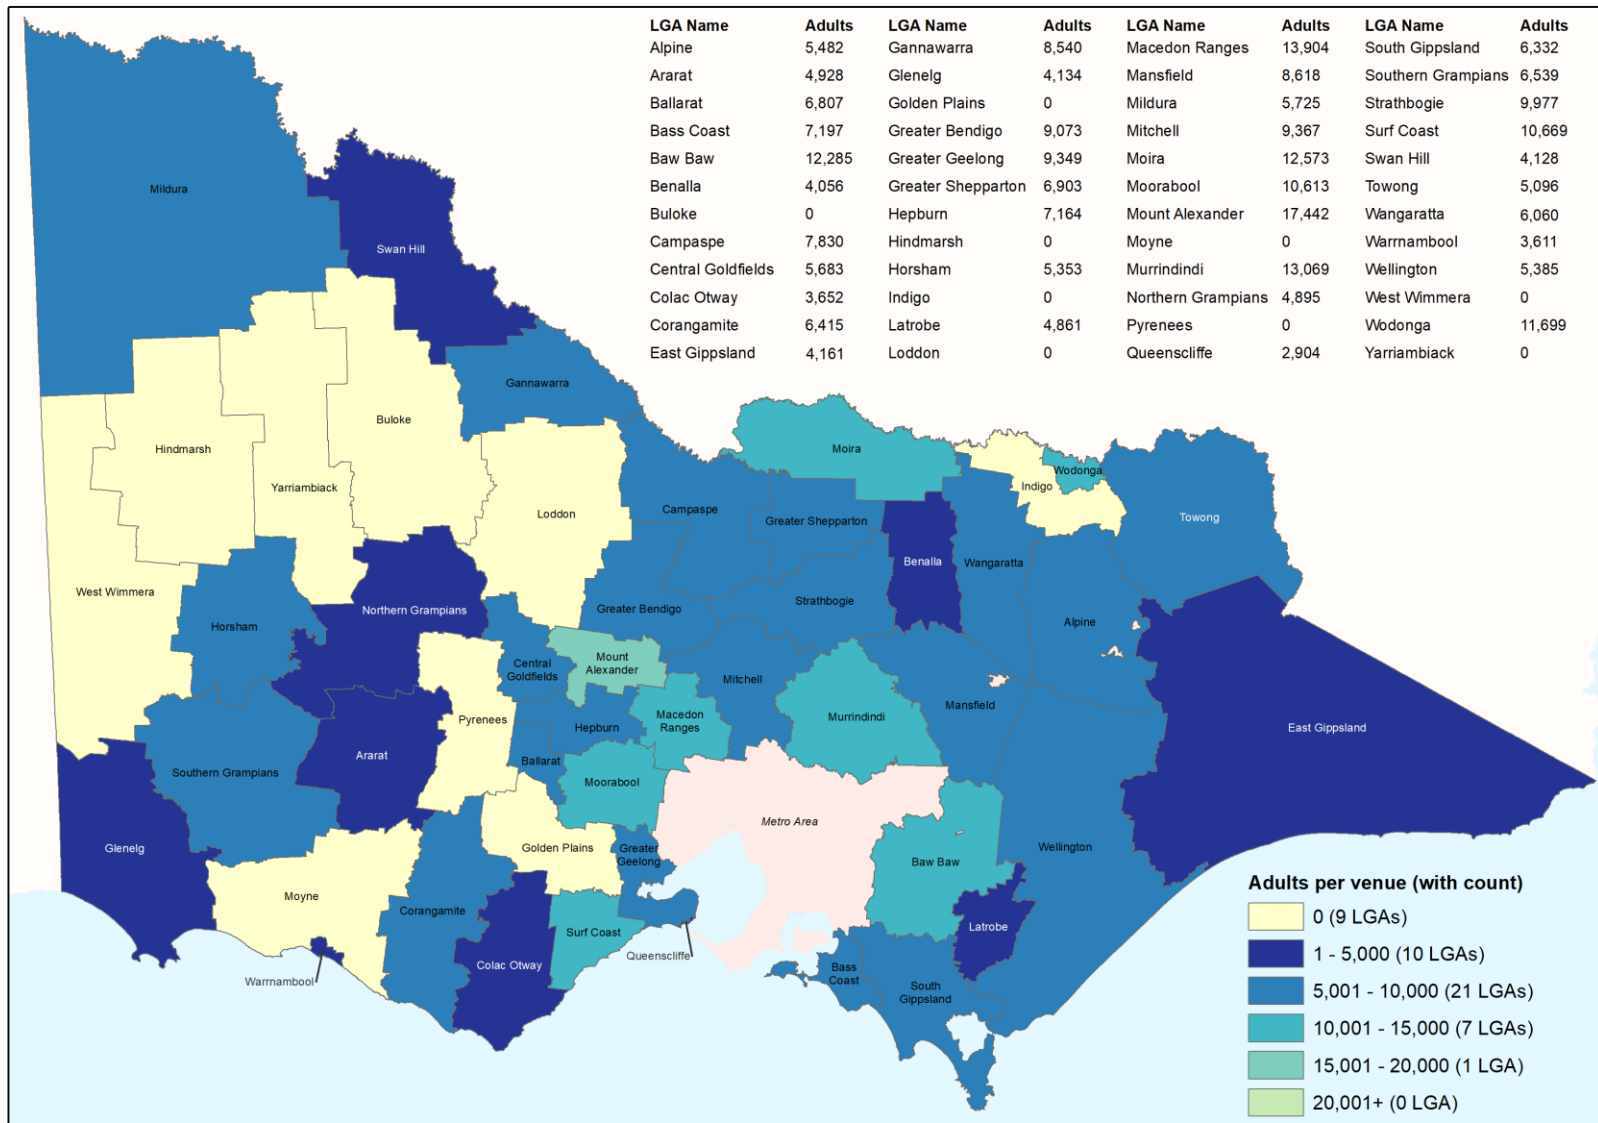 LGA Name Adults LGA Name Adults LGA Name Adults LGA Name Adults
Alpine 5,482 Gannawarra 8,540 Macedon Ranges 13,904 South Gippsland 6,332
Ararat 4,928 Glenelg 4,134 Mansfield 8,618 Southern Grampians 6,539
Ballarat 6,807 Golden Plains 0 Mildura 5,725 Strathbogie 9,977
Bass Coast 7,197 Greater Bendigo 9,073 Mitchell 9,367 Surf Coast 10,669
Baw Baw 12,285 Greater Geelong 9,349 Moira 12,573 Swan Hill 4,128
Benalla 4,056 Greater Shepparton 6,903 Moorabool 10,613 Towong 5,096
Buloke 0 Hepburn 7,164 Mount Alexander 17,442 Wangaratta 6,060
Campaspe 7,830 Hindmarsh 0 Moyne 0 Warrnambool 3,611
Central Goldfields 5,683 Horsham 5,353 Murrindindi 13,069 Wellington 5,385
Colac Otway 3,652 Indigo 0 Northern Grampians 4,895 West Wimmera 0
Corangamite 6,415 Latrobe 4,861 Pyrenees 0 Wodonga 11,699
East Gippsland 4,161 Loddon 0 Queenscliffe 2,904 Yarriambiack 0
Mildura
Swan Hill
Gannawarra
Buloke
Hindmarsh
Yarriambiack
Loddon
Moira
Wodonga
Indigo
Towong
Campaspe
Greater Shepparton
Benalla
Wangaratta
West Wimmera
Horsham
Northern Grampians
Greater Bendigo
Strathbogie
Alpine
Central
Goldfields
Mount
Alexander
Mitchell
Mansfield
Pyrenees
Hepburn
Macedon
Ranges
Murrindindi
East Gippsland
Southern Grampians
Ararat
Ballarat
Moorabool
Metro Area
Glenelg
Golden Plains
Greater
Geelong
Baw Baw
Wellington
Moyne
Corangamite
Surf Coast
Latrobe
Queenscliffe
Colac Otway
Warrnambool
Bass
Coast
South
Gippsland
Adults per venue (with count)
0 (9 LGAs)
1 - 5,000 (10 LGAs)
5,001 - 10,000 (21 LGAs)
10,001 - 15,000 (7 LGAs)
15,001 - 20,000 (1 LGA)
20,001+ (0 LGA)